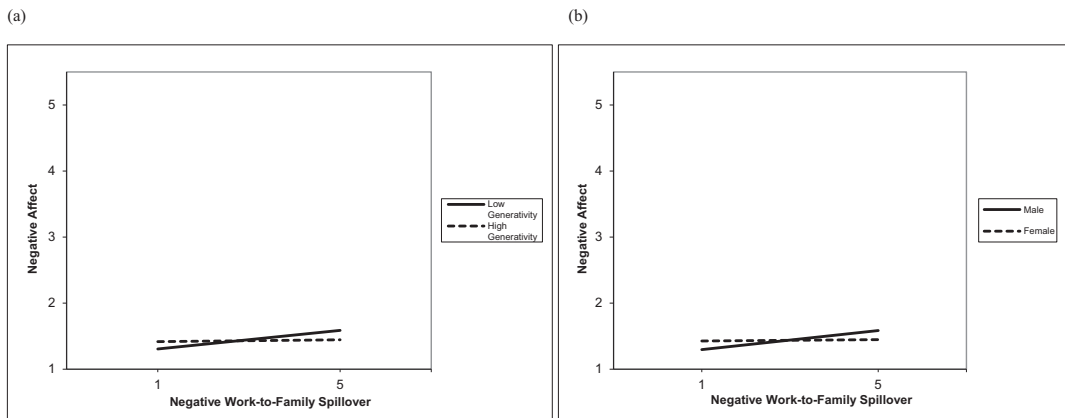 (a)
5
4
3
2
1
Negative Affect
1
5
Negative Work-to-Family Spillover
Low
Generativity
High
Generativity
(b)
5
4
3
2
1
Negative Affect
1
5
Negative Work-to-Family Spillover
Male
Female